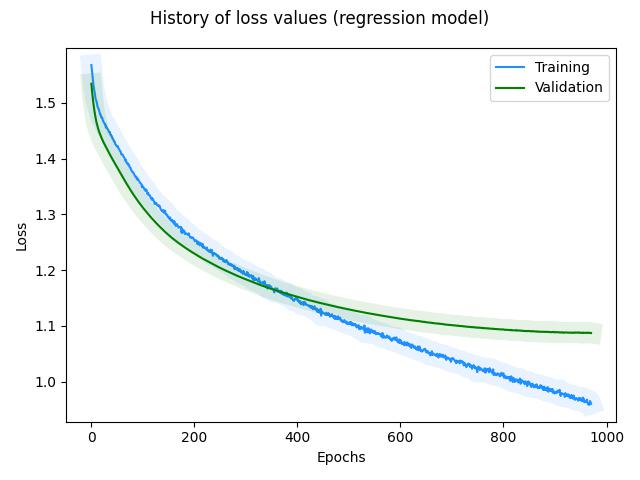 History of loss values (regression model)
Training
Validation
1.5
1.4
1.3
1.2
1.1
1.0
Loss
0 200 400 600 800 1000
Epochs